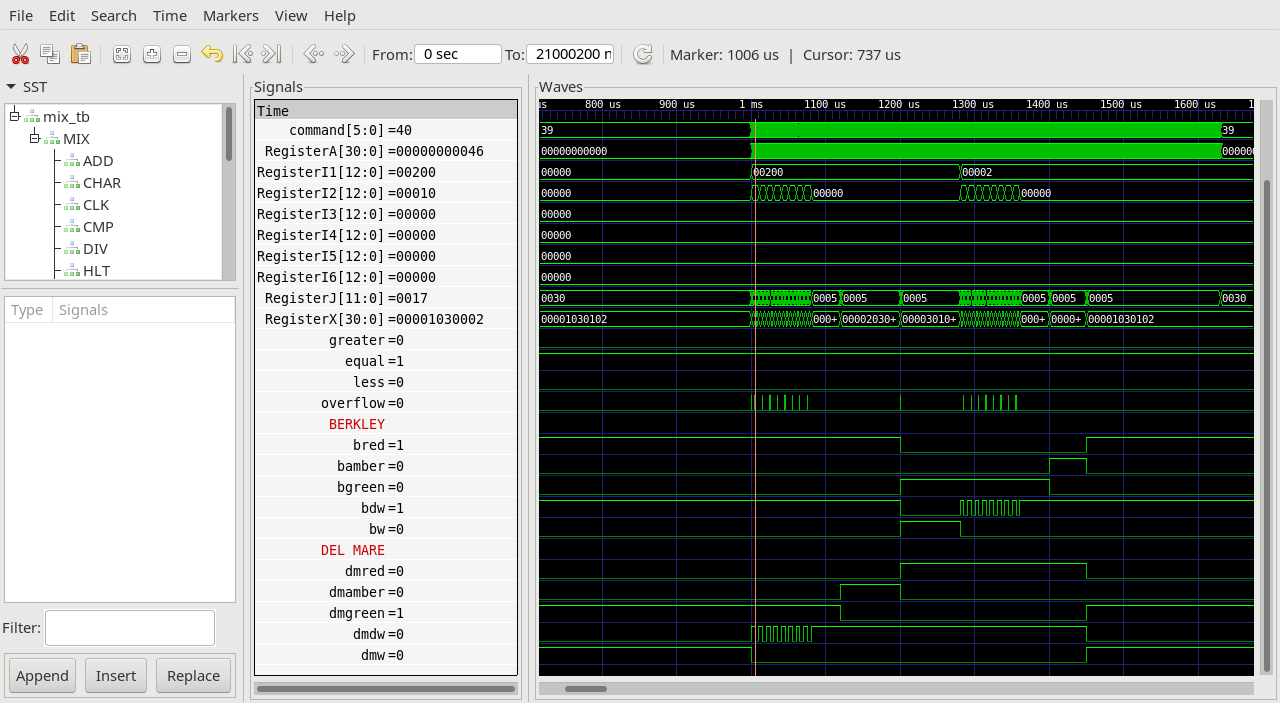 File Edit Search Time Markers View Help
From: 0 sec To: 21000200 n Marker: 1006 us | Cursor: 737 us
SST
mix_tb
MIX
ADD
CHAR
CLK
CMP
DIV
HLT
Type Signals
Filter:
Append Insert Replace
Signals
Time
command[5:0]=40
RegisterA[30:0]=00000000046
RegisterI1[12:0]=00200
RegisterI2[12:0]=00010
RegisterI3[12:0]=00000
RegisterI4[12:0]=00000
RegisterI5[12:0]=00000
RegisterI6[12:0]=00000
RegisterJ[11:0]=0017
RegisterX[30:0]=00001030002
greater=0
equal=1
less=0
overflow=0
BERKLEY
bred=1
bamber=0
bgreen=0
bdw=1
bw=0
DEL MARE
dmred=0
dmamber=0
dmgreen=1
dmdw=0
dmw=0
Waves
us 800 us 900 us 1 ms 1100 us 1200 us 1300 us 1400 us 1500 us 1600 us 1
39 39
00000000000 000000
00000 00200 00002
00000 00000 00000
00000
00000
00000
00000
0030 0005 0005 0005 0005 0005 0005 0030
00001030102 000+ 00002030+ 00003010+ 000+ 0000+ 00001030102